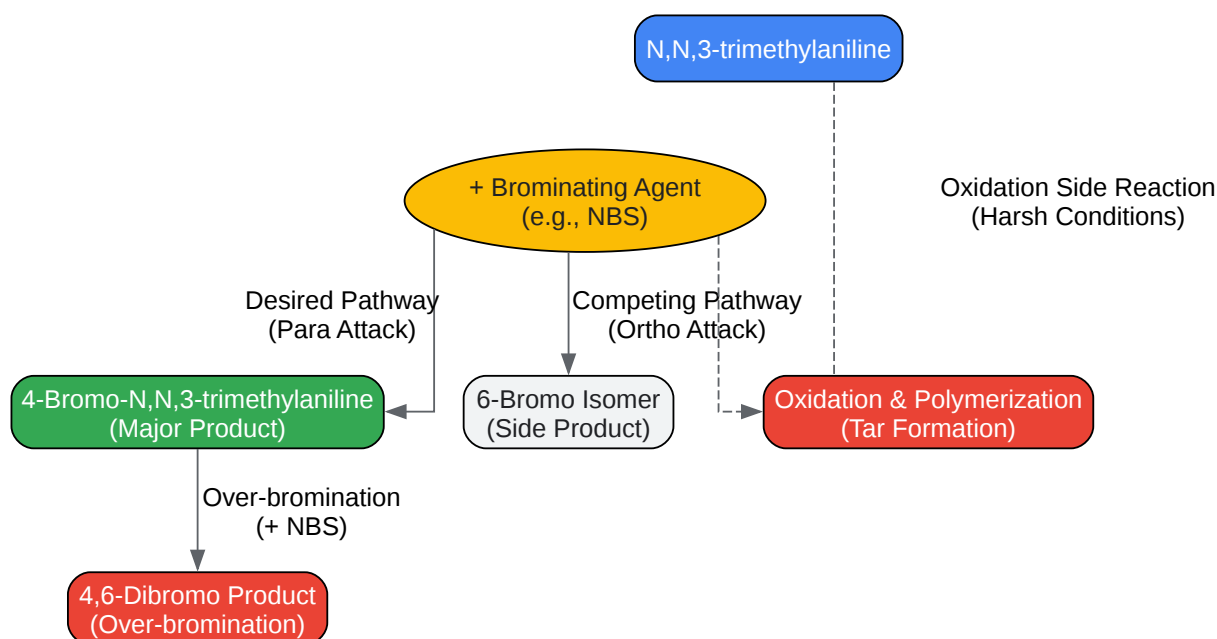 N,N,3-trimethylaniline
+ Brominating Agent
(e.g., NBS)
Oxidation Side Reaction
(Harsh Conditions)
Desired Pathway
(Para Attack)
Competing Pathway
(Ortho Attack)
4-Bromo-N,N,3-trimethylaniline
(Major Product)
6-Bromo Isomer
(Side Product)
Oxidation & Polymerization
(Tar Formation)
Over-bromination
(+ NBS)
4,6-Dibromo Product
(Over-bromination)